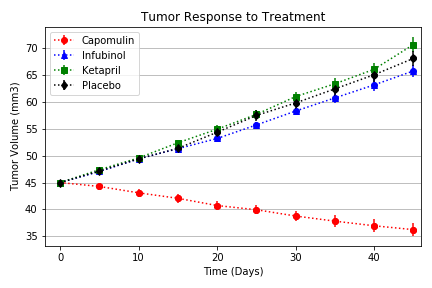 Tumor Response to Treatment
Capomulin
Infubinol
Ketapril
Placebo
Tumor Volume (mm3)
70
65
60
55
50
45
40
35
0
10
20
30
40
Time (Days)